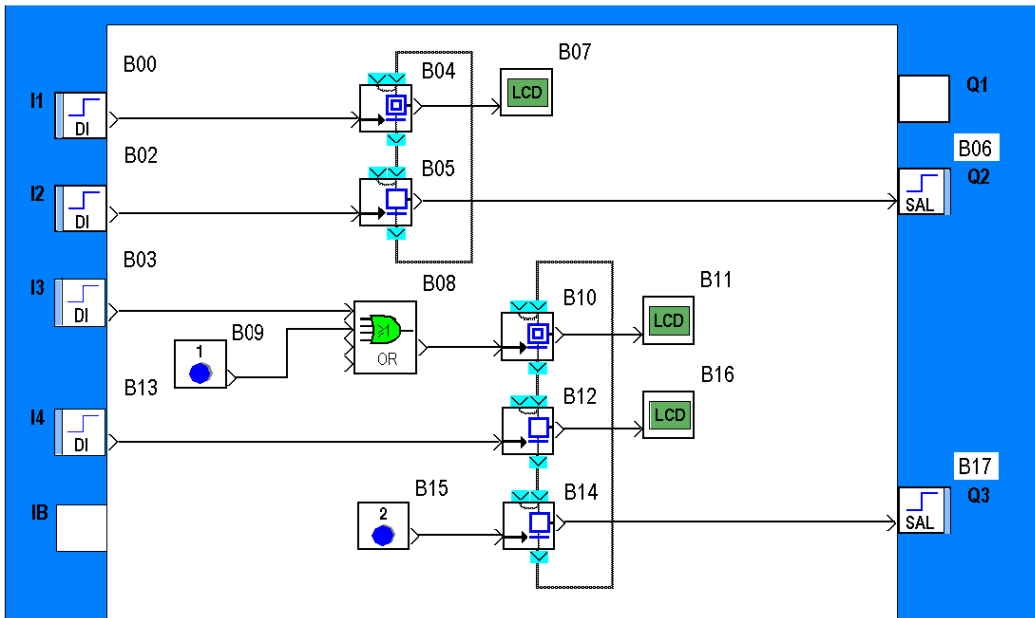 B00
B04
B07
I1
DI
LCD
Q1
B02
B05
B06
I2
DI
Q2
SAL
B03
B08
I3
DI
B10
B11
≥1
OR
LCD
B09
1
B13
B12
B16
I4
DI
LCD
IB
B15
2
B14
B17
Q3
SAL